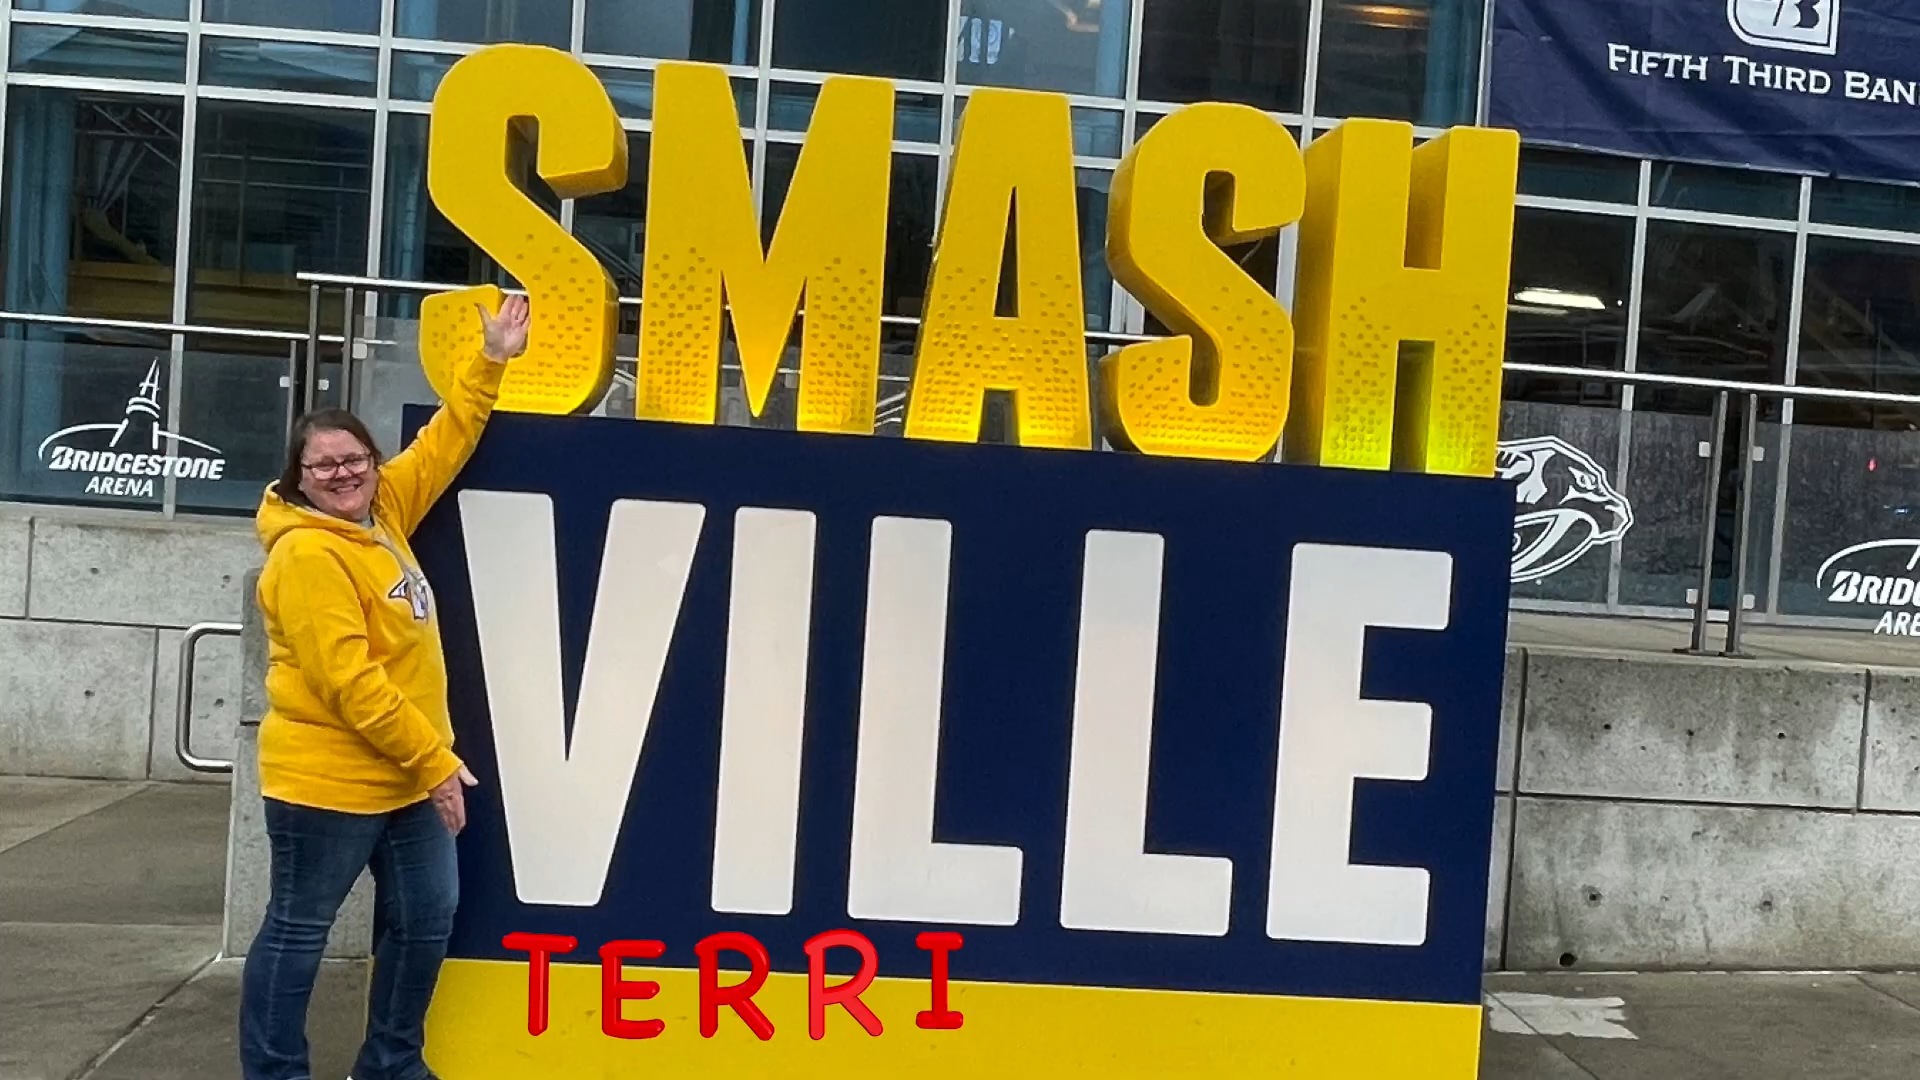 FIFTH THIRD BAN
SMASH
VILLE
BRIDGESTONE
ARENA
BRIDG
ARE
TERRI